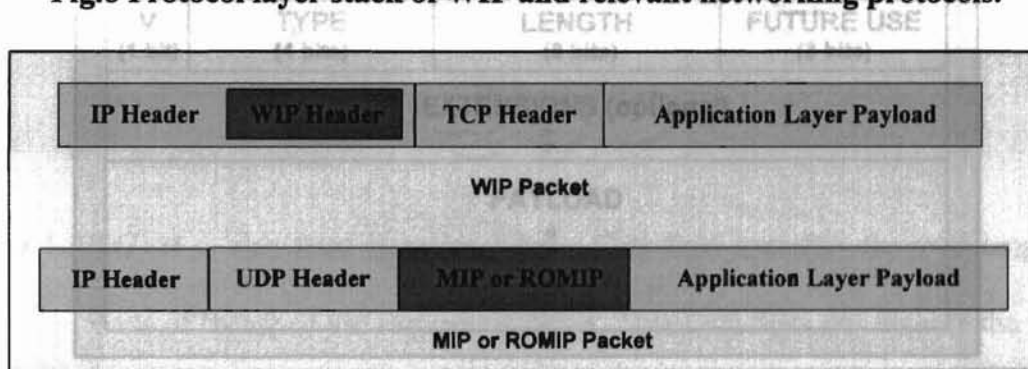 Fig.8 Protocol layer stack of WIP and relevant networking protocols.
V TYPE LENGTH FUTURE USE
IP Header WIP Header TCP Header Application Layer Payload
WIP Packet
PAYLOAD
IP Header UDP Header MIP or ROMIP Application Layer Payload
MIP or ROMIP Packet